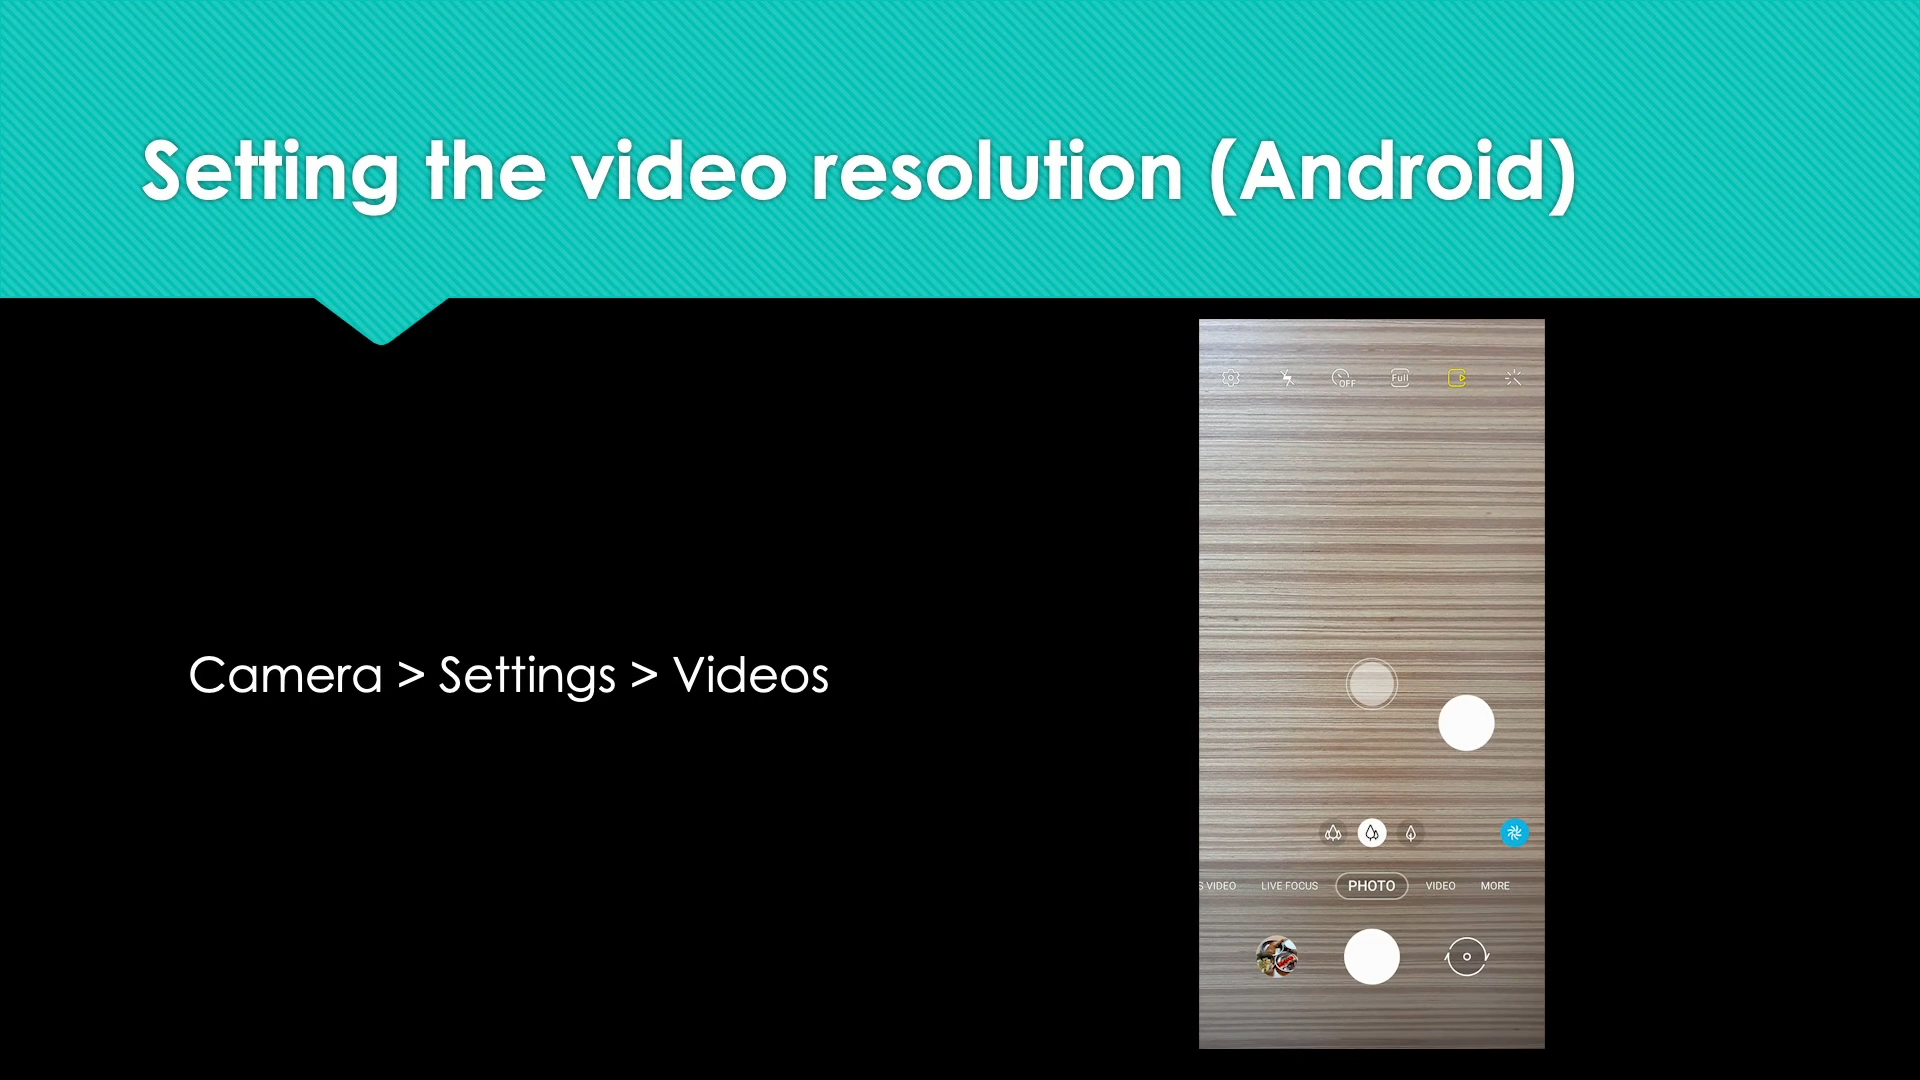 Setting the video resolution (Android)
Camera > Settings > Videos
OFF
Full
S VIDEO LIVE FOCUS PHOTO VIDEO MORE